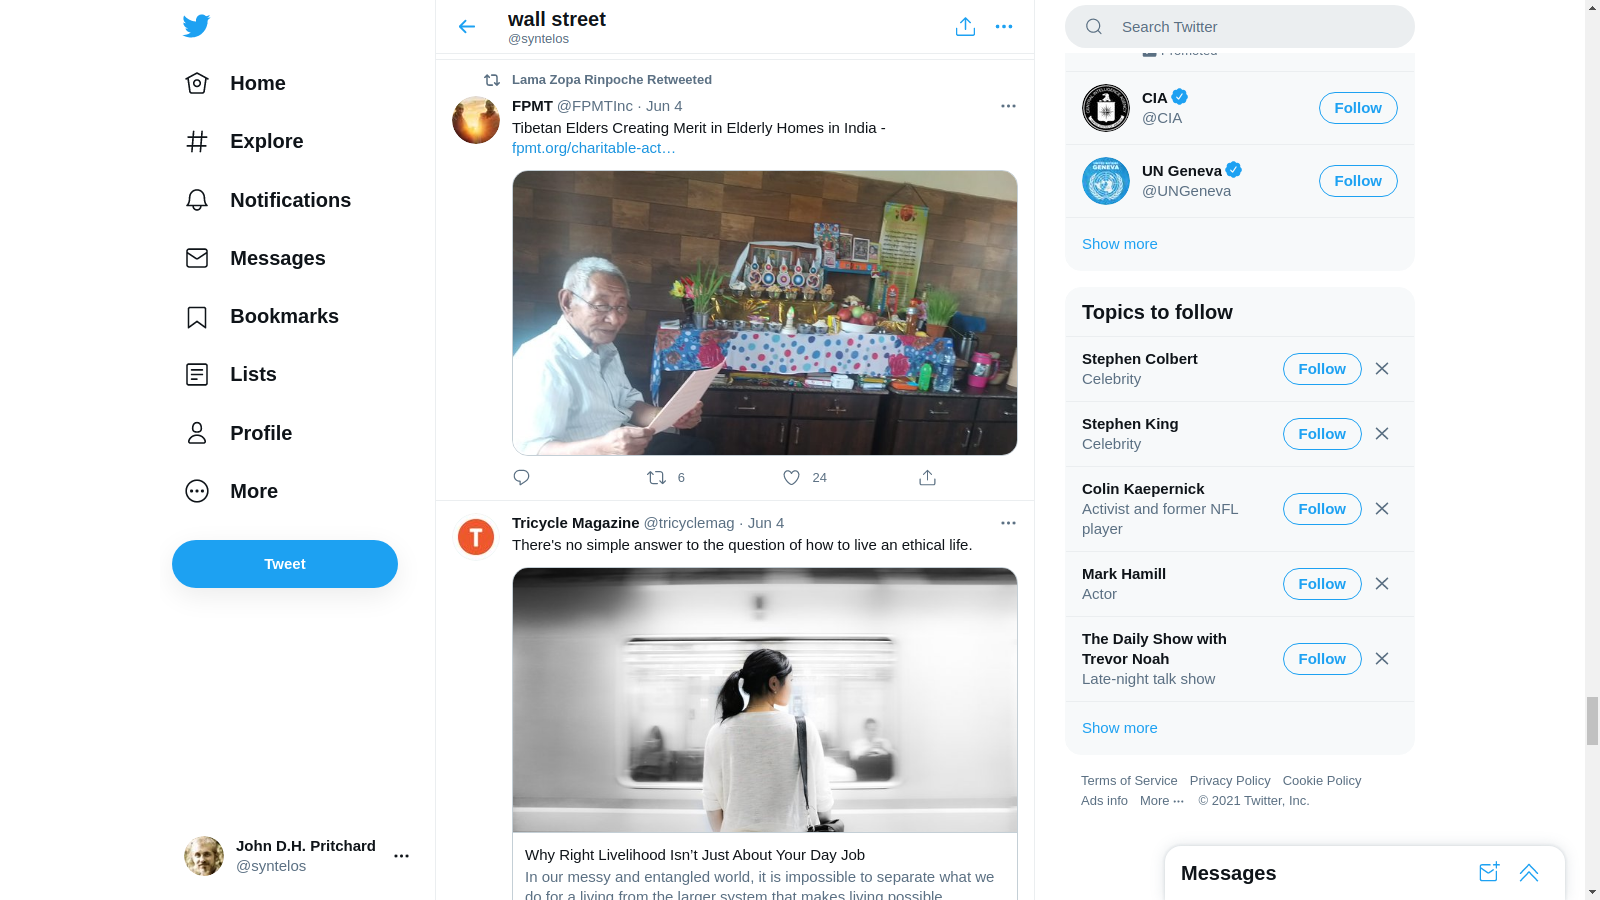 Home
Explore
Notifications
Messages
Bookmarks
Lists
Profile
More
Tweet
John D.H. Pritchard
@syntelos
wall street
@syntelos
Lama Zopa Rinpoche Retweeted
FPMT @FPMTInc · Jun 4
Tibetan Elders Creating Merit in Elderly Homes in India -
fpmt.org/charitable-act…
6
24
Tricycle Magazine @tricyclemag · Jun 4
There's no simple answer to the question of how to live an ethical life.
T
Why Right Livelihood Isn’t Just About Your Day Job
In our messy and entangled world, it is impossible to separate what we
do for a living from the larger system that makes living possible.
Search Twitter
Promoted
CIA
@CIA
Follow
UN Geneva
@UNGeneva
Follow
GENEVA
Show more
Topics to follow
Stephen Colbert
Celebrity
Follow
Stephen King
Celebrity
Follow
Colin Kaepernick
Activist and former NFL
player
Follow
Mark Hamill
Actor
Follow
The Daily Show with
Trevor Noah
Late-night talk show
Follow
Show more
Terms of Service Privacy Policy Cookie Policy
Ads info More ··· © 2021 Twitter, Inc.
Messages